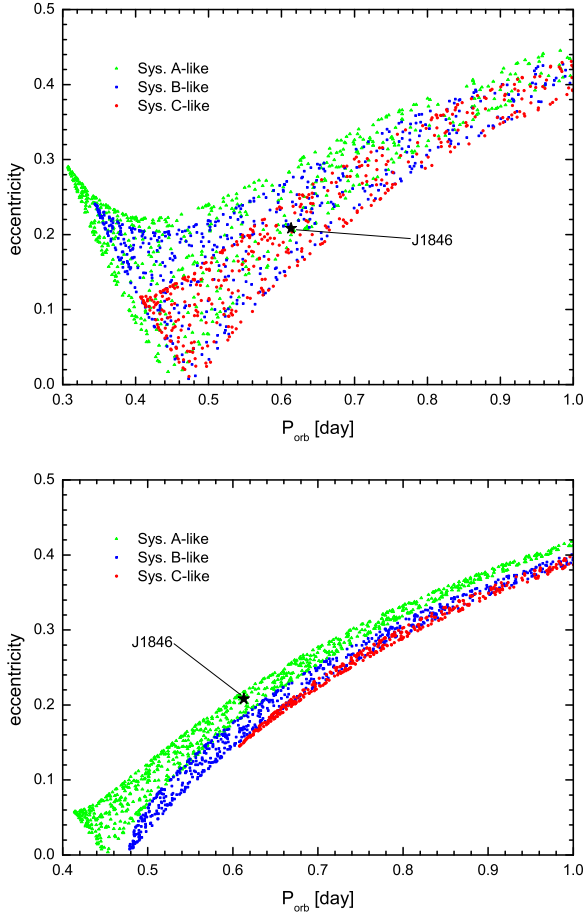 0.5
0.4
0.3
0.2
0.1
0.0
eccentricity
Sys. A-like
Sys. B-like
Sys. C-like
J1846
0.3 0.4 0.5 0.6 0.7 0.8 0.9 1.0
P_orb [day]
0.5
0.4
0.3
0.2
0.1
0.0
eccentricity
Sys. A-like
Sys. B-like
Sys. C-like
J1846
0.4 0.5 0.6 0.7 0.8 0.9 1.0
P_orb [day]